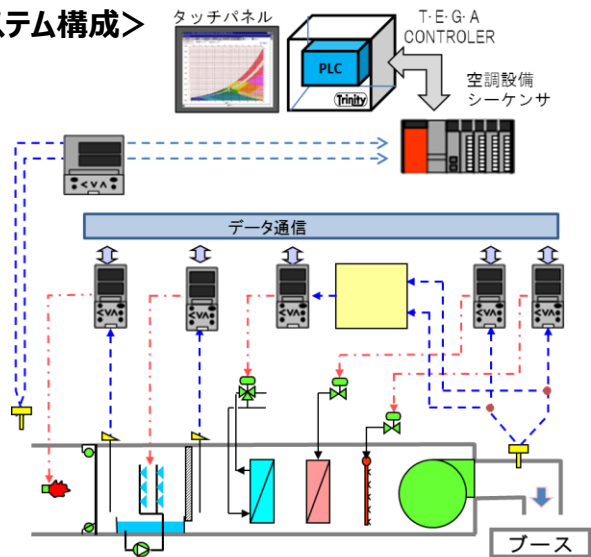 ステム構成＞
タッチパネル
T・E・G・A
CONTROLER
PLC
Trinity
空調設備
シーケンサ
データ通信
ブース